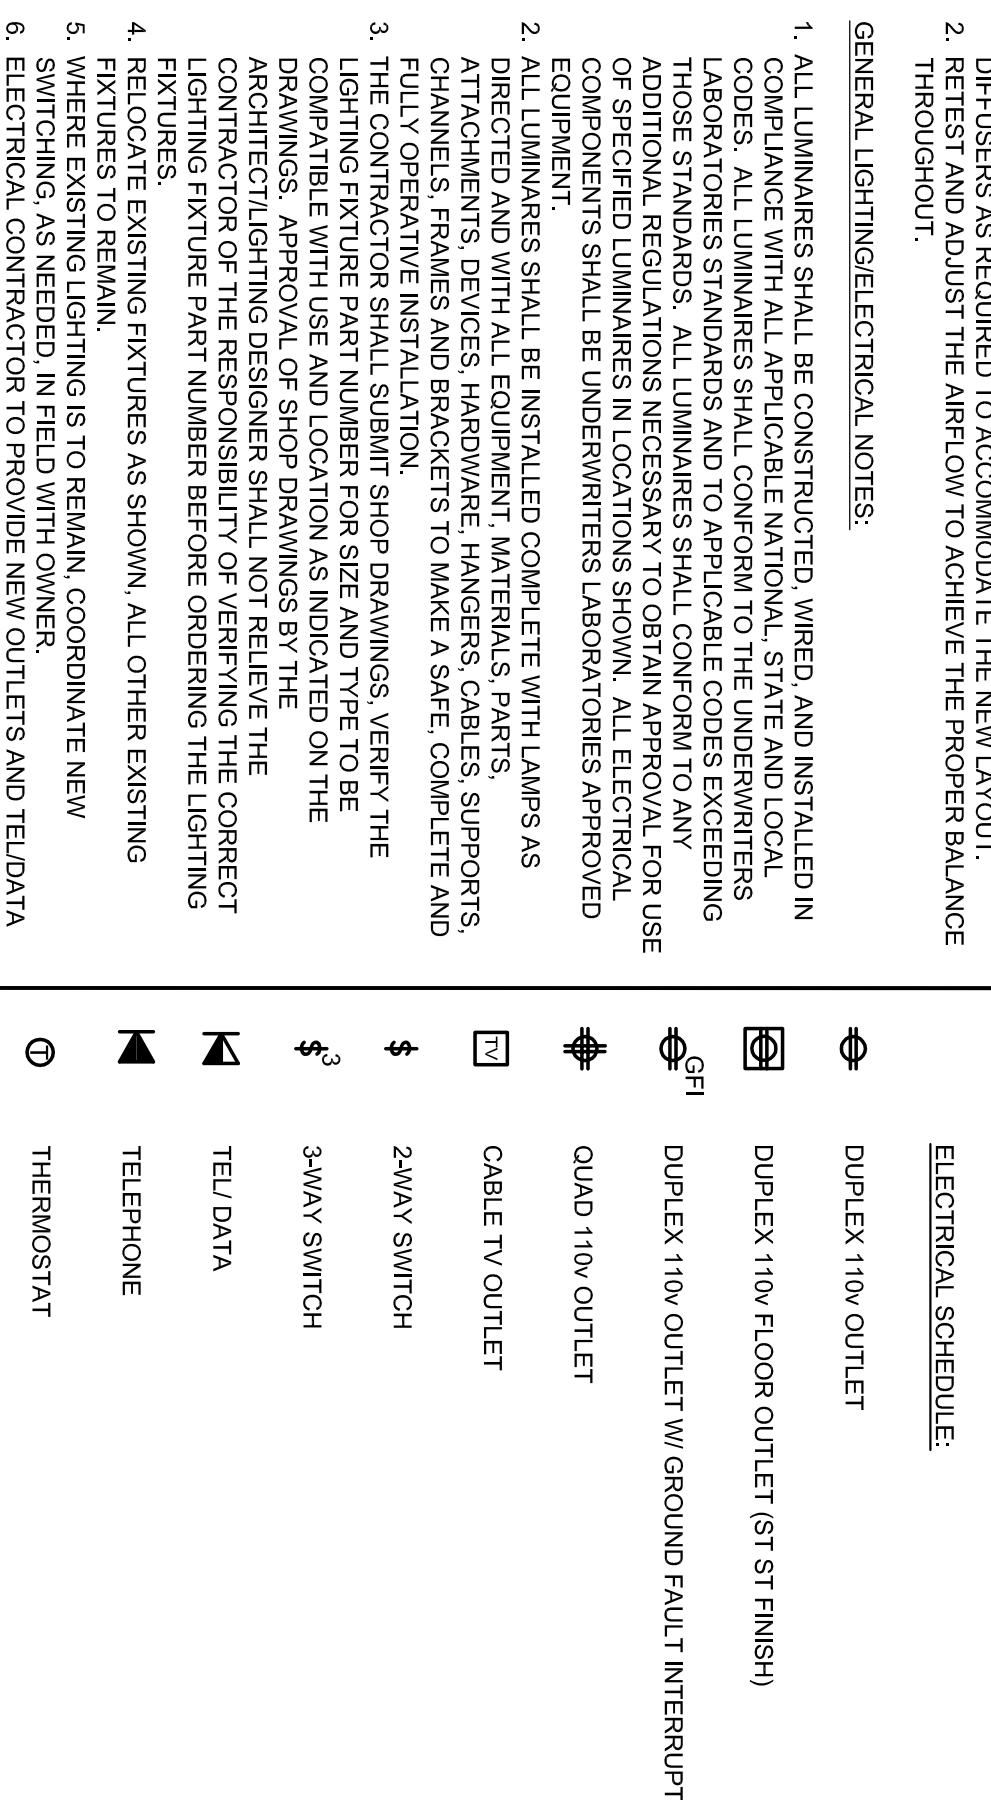 DIFFUSERS AS REQUIRED TO ACCOMMODATE THE NEW LAYOUT.
2. RETEST AND ADJUST THE AIRFLOW TO ACHIEVE THE PROPER BALANCE
THROUGHOUT.
GENERAL LIGHTING/ELECTRICAL NOTES:
1. ALL LUMINAIRES SHALL BE CONSTRUCTED, WIRED, AND INSTALLED IN
COMPLIANCE WITH ALL APPLICABLE NATIONAL, STATE AND LOCAL
CODES. ALL LUMINAIRES SHALL CONFORM TO THE UNDERWRITERS
LABORATORIES STANDARDS AND TO APPLICABLE CODES EXCEEDING
THOSE STANDARDS. ALL LUMINAIRES SHALL CONFORM TO ANY
ADDITIONAL REGULATIONS NECESSARY TO OBTAIN APPROVAL FOR USE
OF SPECIFIED LUMINAIRES IN LOCATIONS SHOWN. ALL ELECTRICAL
COMPONENTS SHALL BE UNDERWRITERS LABORATORIES APPROVED
EQUIPMENT.
2. ALL LUMINARES SHALL BE INSTALLED COMPLETE WITH LAMPS AS
DIRECTED AND WITH ALL EQUIPMENT, MATERIALS, PARTS,
ATTACHMENTS, DEVICES, HARDWARE, HANGERS, CABLES, SUPPORTS,
CHANNELS, FRAMES AND BRACKETS TO MAKE A SAFE, COMPLETE AND
FULLY OPERATIVE INSTALLATION.
3. THE CONTRACTOR SHALL SUBMIT SHOP DRAWINGS, VERIFY THE
LIGHTING FIXTURE PART NUMBER FOR SIZE AND TYPE TO BE
COMPATIBLE WITH USE AND LOCATION AS INDICATED ON THE
DRAWINGS. APPROVAL OF SHOP DRAWINGS BY THE
ARCHITECT/LIGHTING DESIGNER SHALL NOT RELIEVE THE
CONTRACTOR OF THE RESPONSIBILITY OF VERIFYING THE CORRECT
LIGHTING FIXTURE PART NUMBER BEFORE ORDERING THE LIGHTING
FIXTURES.
4. RELOCATE EXISTING FIXTURES AS SHOWN, ALL OTHER EXISTING
FIXTURES TO REMAIN.
5. WHERE EXISTING LIGHTING IS TO REMAIN, COORDINATE NEW
SWITCHING, AS NEEDED, IN FIELD WITH OWNER.
6. ELECTRICAL CONTRACTOR TO PROVIDE NEW OUTLETS AND TEL/DATA
ELECTRICAL SCHEDULE:
DUPLEX 110v OUTLET
DUPLEX 110v FLOOR OUTLET (ST ST FINISH)
GFI DUPLEX 110v OUTLET W/ GROUND FAULT INTERRUPT
QUAD 110v OUTLET
TV CABLE TV OUTLET
$ 2-WAY SWITCH
$3 3-WAY SWITCH
TEL/ DATA
TELEPHONE
T THERMOSTAT